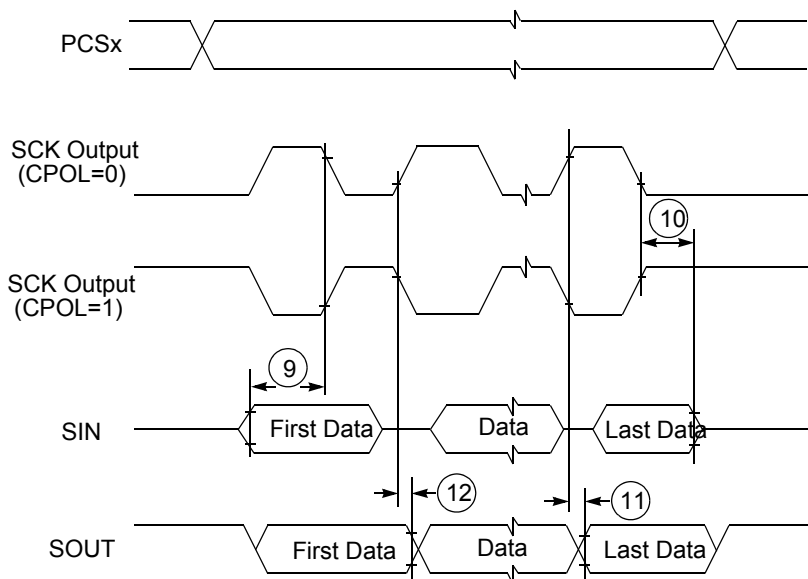 PCSx
SCK Output
(CPOL=0)
10
SCK Output
(CPOL=1)
9
SIN
First Data
Data
Last Data
12
11
SOUT
First Data
Data
Last Data